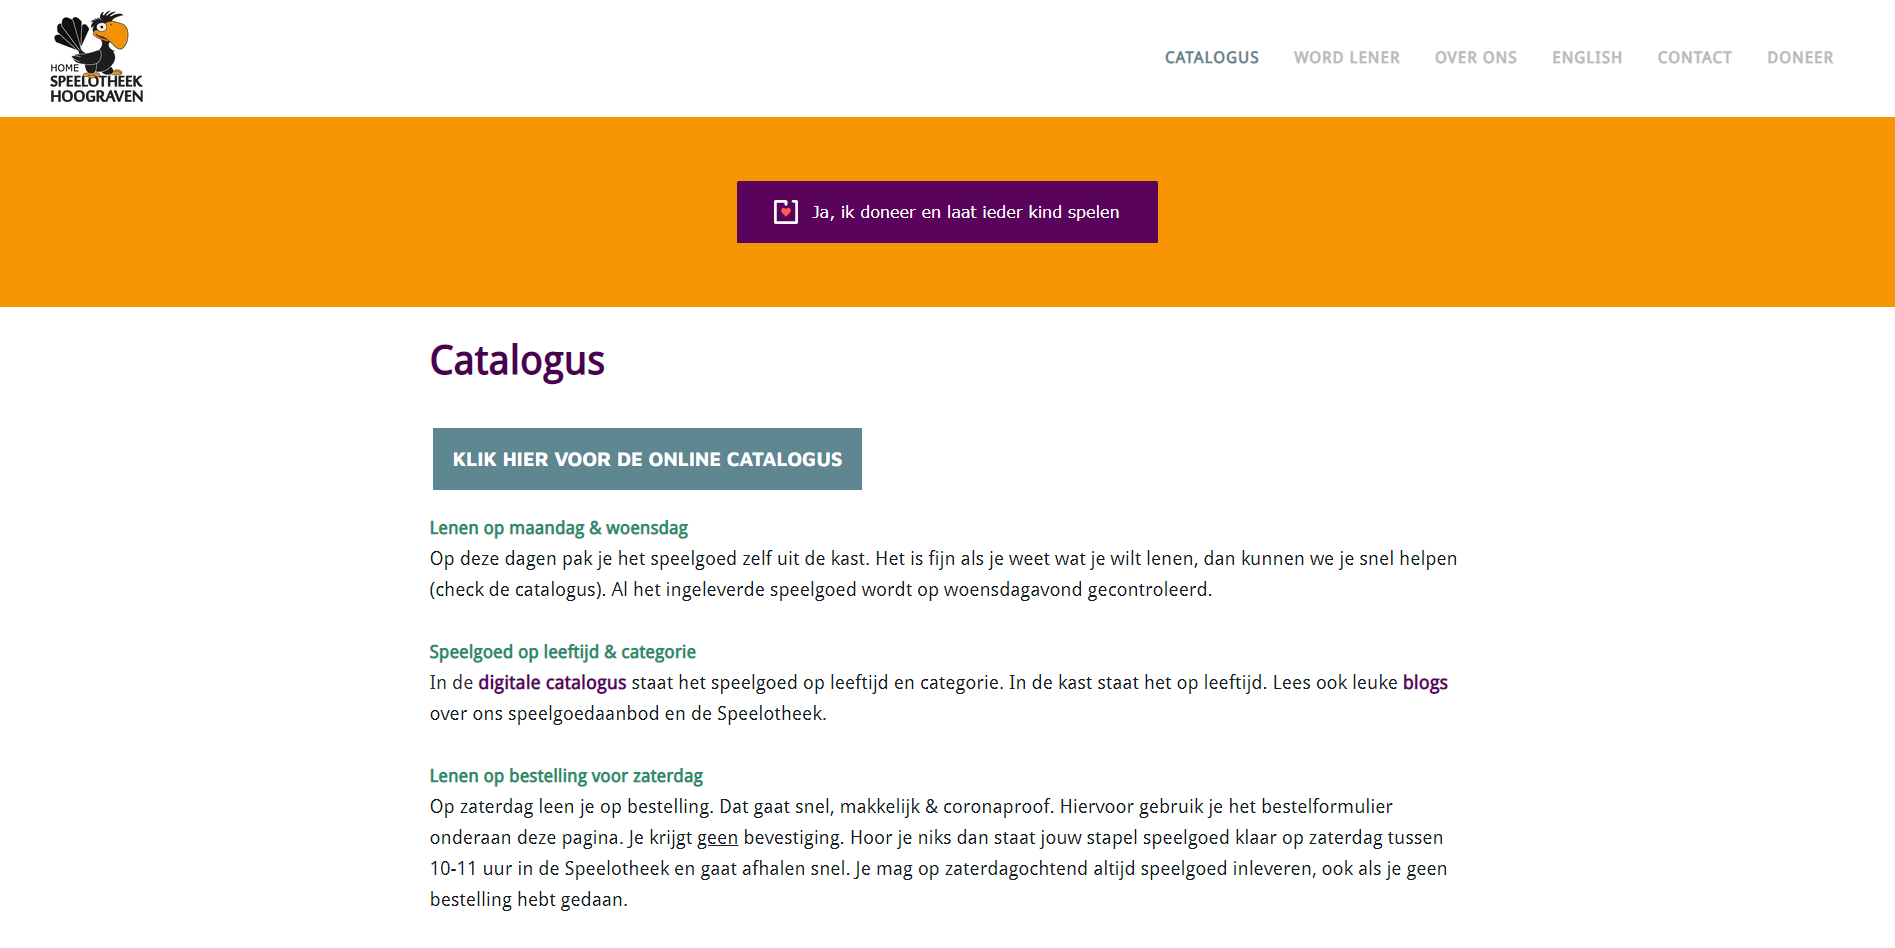 HOME
SPEELOTHEEK
HOOGRAVEN
CATALOGUS WORD LENER OVER ONS ENGLISH CONTACT DONEER
Ja, ik doneer en laat ieder kind spelen
Catalogus
KLIK HIER VOOR DE ONLINE CATALOGUS
Lenen op maandag & woensdag
Op deze dagen pak je het speelgoed zelf uit de kast. Het is fijn als je weet wat je wilt lenen, dan kunnen we je snel helpen
(check de catalogus). Al het ingeleverde speelgoed wordt op woensdagavond gecontroleerd.
Speelgoed op leeftijd & categorie
In de digitale catalogus staat het speelgoed op leeftijd en categorie. In de kast staat het op leeftijd. Lees ook leuke blogs
over ons speelgoedaanbod en de Speelotheek.
Lenen op bestelling voor zaterdag
Op zaterdag leen je op bestelling. Dat gaat snel, makkelijk & coronaproof. Hiervoor gebruik je het bestelformulier
onderaan deze pagina. Je krijgt geen bevestiging. Hoor je niks dan staat jouw stapel speelgoed klaar op zaterdag tussen
10-11 uur in de Speelotheek en gaat afhalen snel. Je mag op zaterdagochtend altijd speelgoed inleveren, ook als je geen
bestelling hebt gedaan.